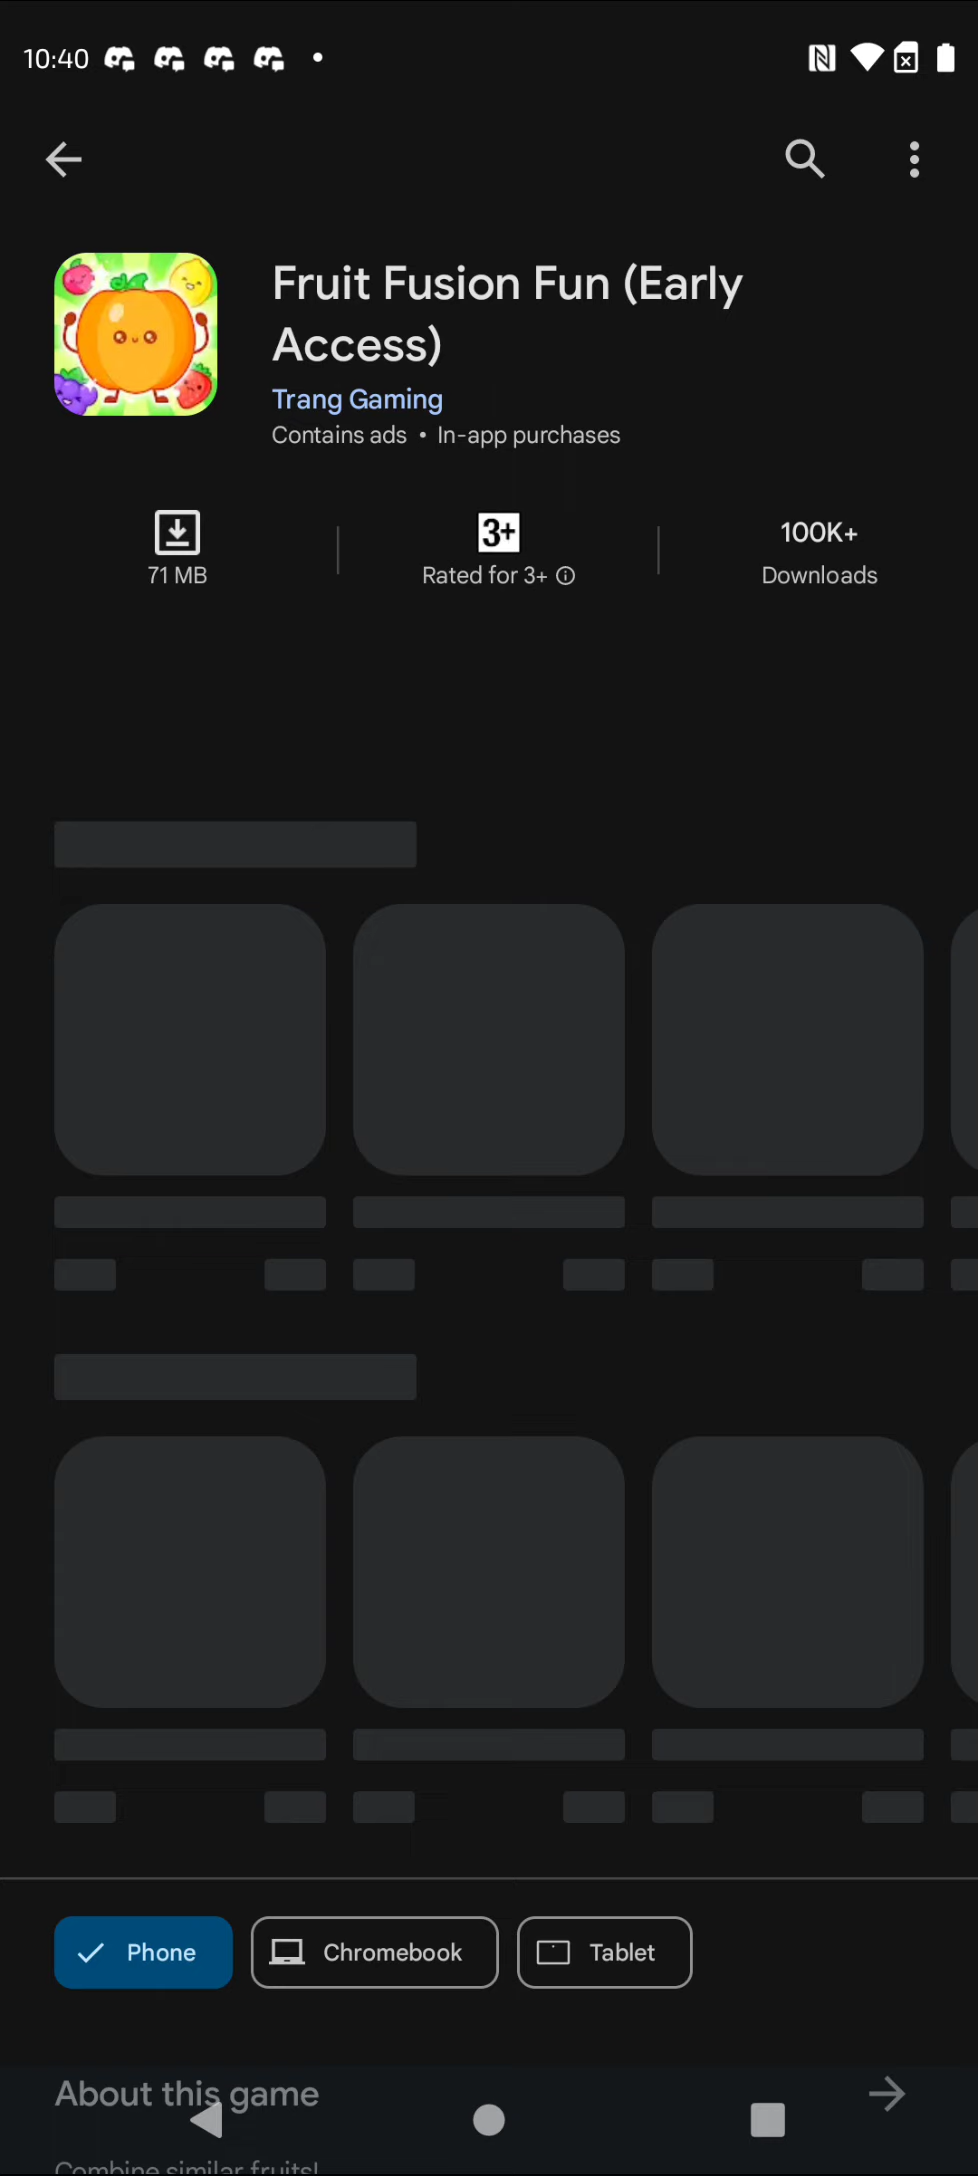 10:40
Fruit Fusion Fun (Early
Access)
Trang Gaming
Contains ads • In-app purchases
3+
100K+
71 MB
Rated for 3+
Downloads
Phone
Chromebook
Tablet
About this game
Combine similar fruits!